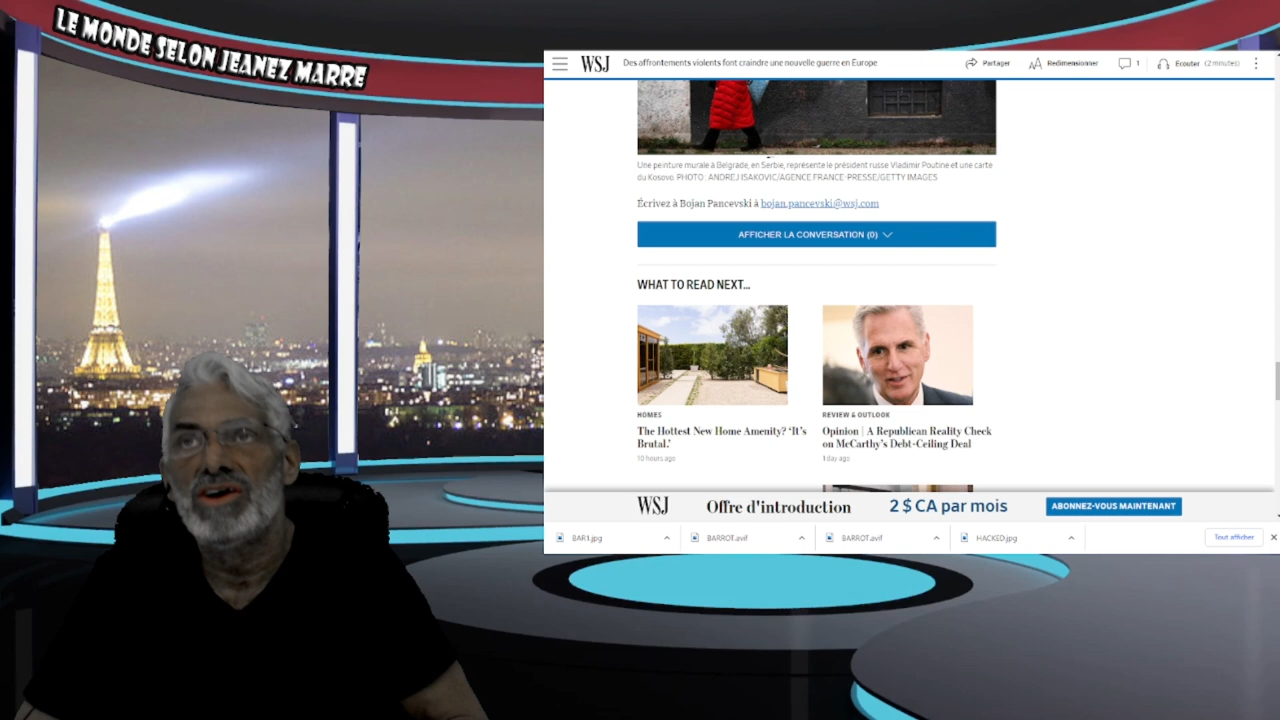 LE MONDE SELON JEANEZ MARRE
WSJ Des affrontements violents font craindre une nouvelle guerre en Europe Partager AA Redimensionner 1 Ecouter (2 minutes)
Une peinture murale à Belgrade, en Serbie, représente le président russe Vladimir Poutine et une carte
du Kosovo. PHOTO : ANDREJ ISAKOVIC/AGENCE FRANCE-PRESSE/GETTY IMAGES
Écrivez à Bojan Pancevski à bojan.pancevski@wsj.com
AFFICHER LA CONVERSATION (0)
WHAT TO READ NEXT...
HOMES
The Hottest New Home Amenity? ‘It’s
Brutal.’
10 hours ago
REVIEW & OUTLOOK
Opinion | A Republican Reality Check
on McCarthy’s Debt-Ceiling Deal
1 day ago
WSJ Offre d'introduction 2 $ CA par mois ABONNEZ-VOUS MAINTENANT
BAR1.jpg BARROT.avif BARROT.avif HACKED.jpg Tout afficher